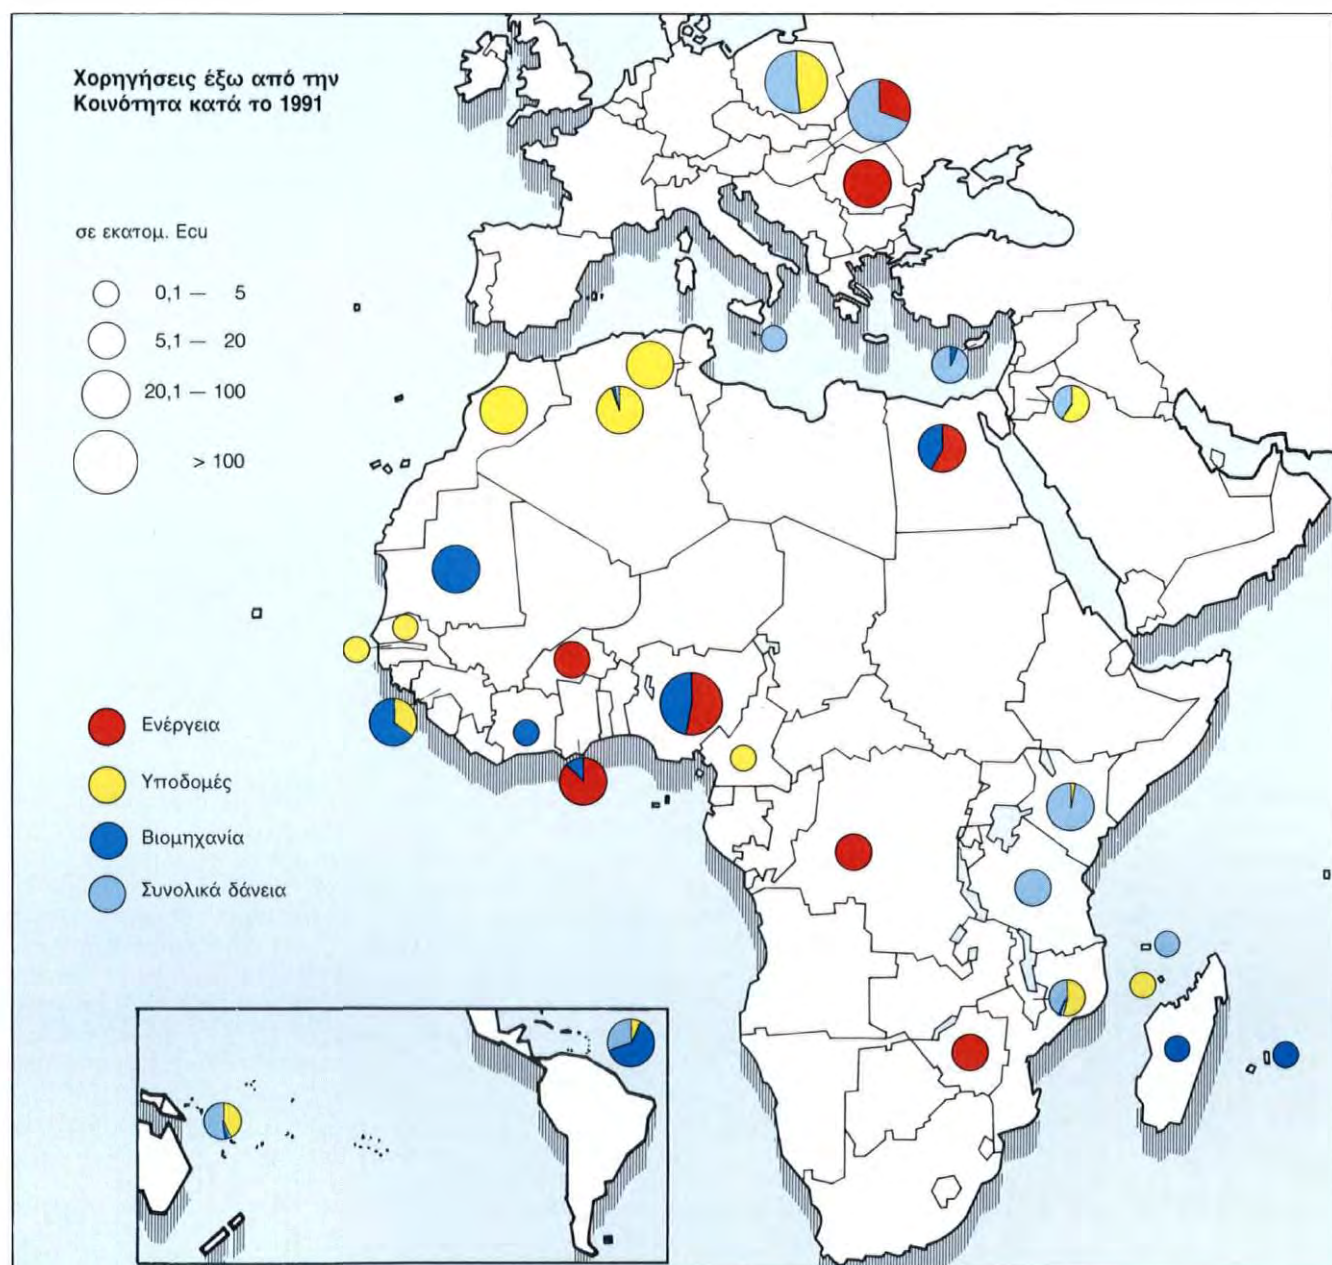 Χορηγήσεις έξω από την
Κοινότητα κατά το 1991
σε εκατομ. Ecu
0,1 — 5
5,1 — 20
20,1 — 100
> 100
Ενέργεια
Υποδομές
Βιομηχανία
Συνολικά δάνεια